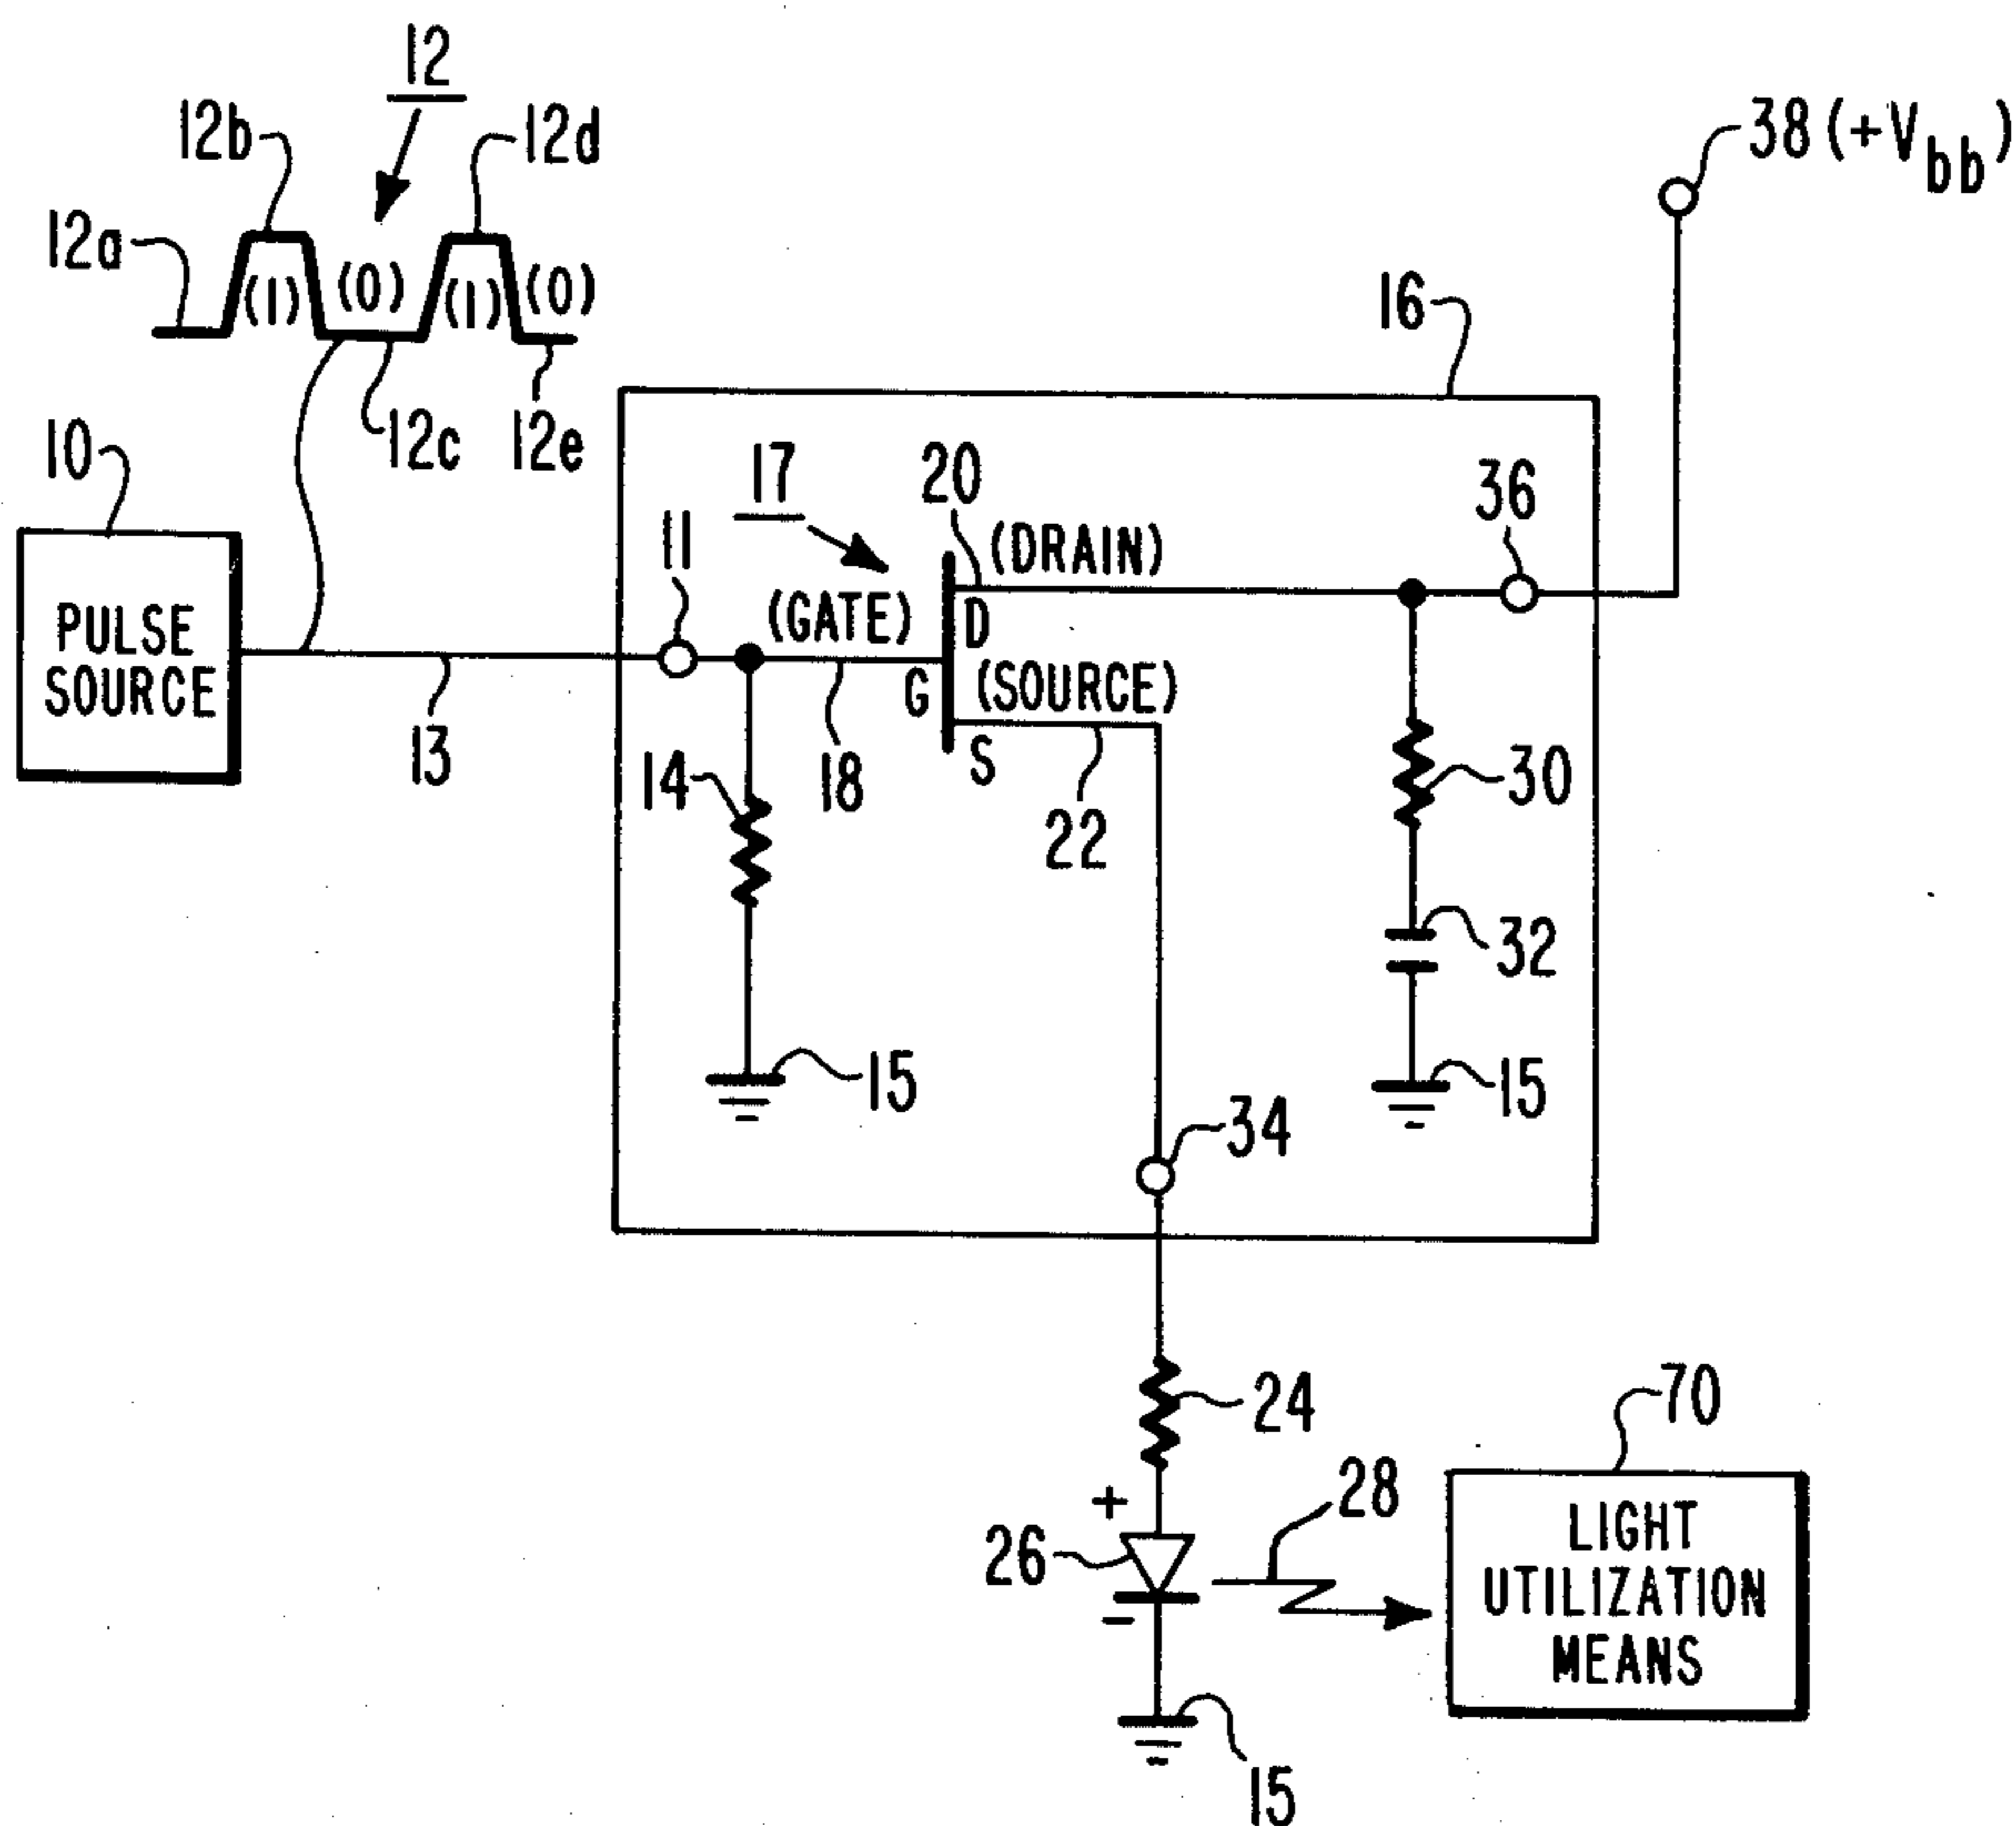 12
12b
12d
38 (+Vbb)
12a
(1)
(0)
(1)
(0)
16
12c
12e
10
17
20
36
11
(DRAIN)
(GATE)
D
PULSE
SOURCE
G
(SOURCE)
13
14
18
S
30
22
32
15
15
34
24
70
28
+
26
LIGHT
UTILIZATION
MEANS
-
15